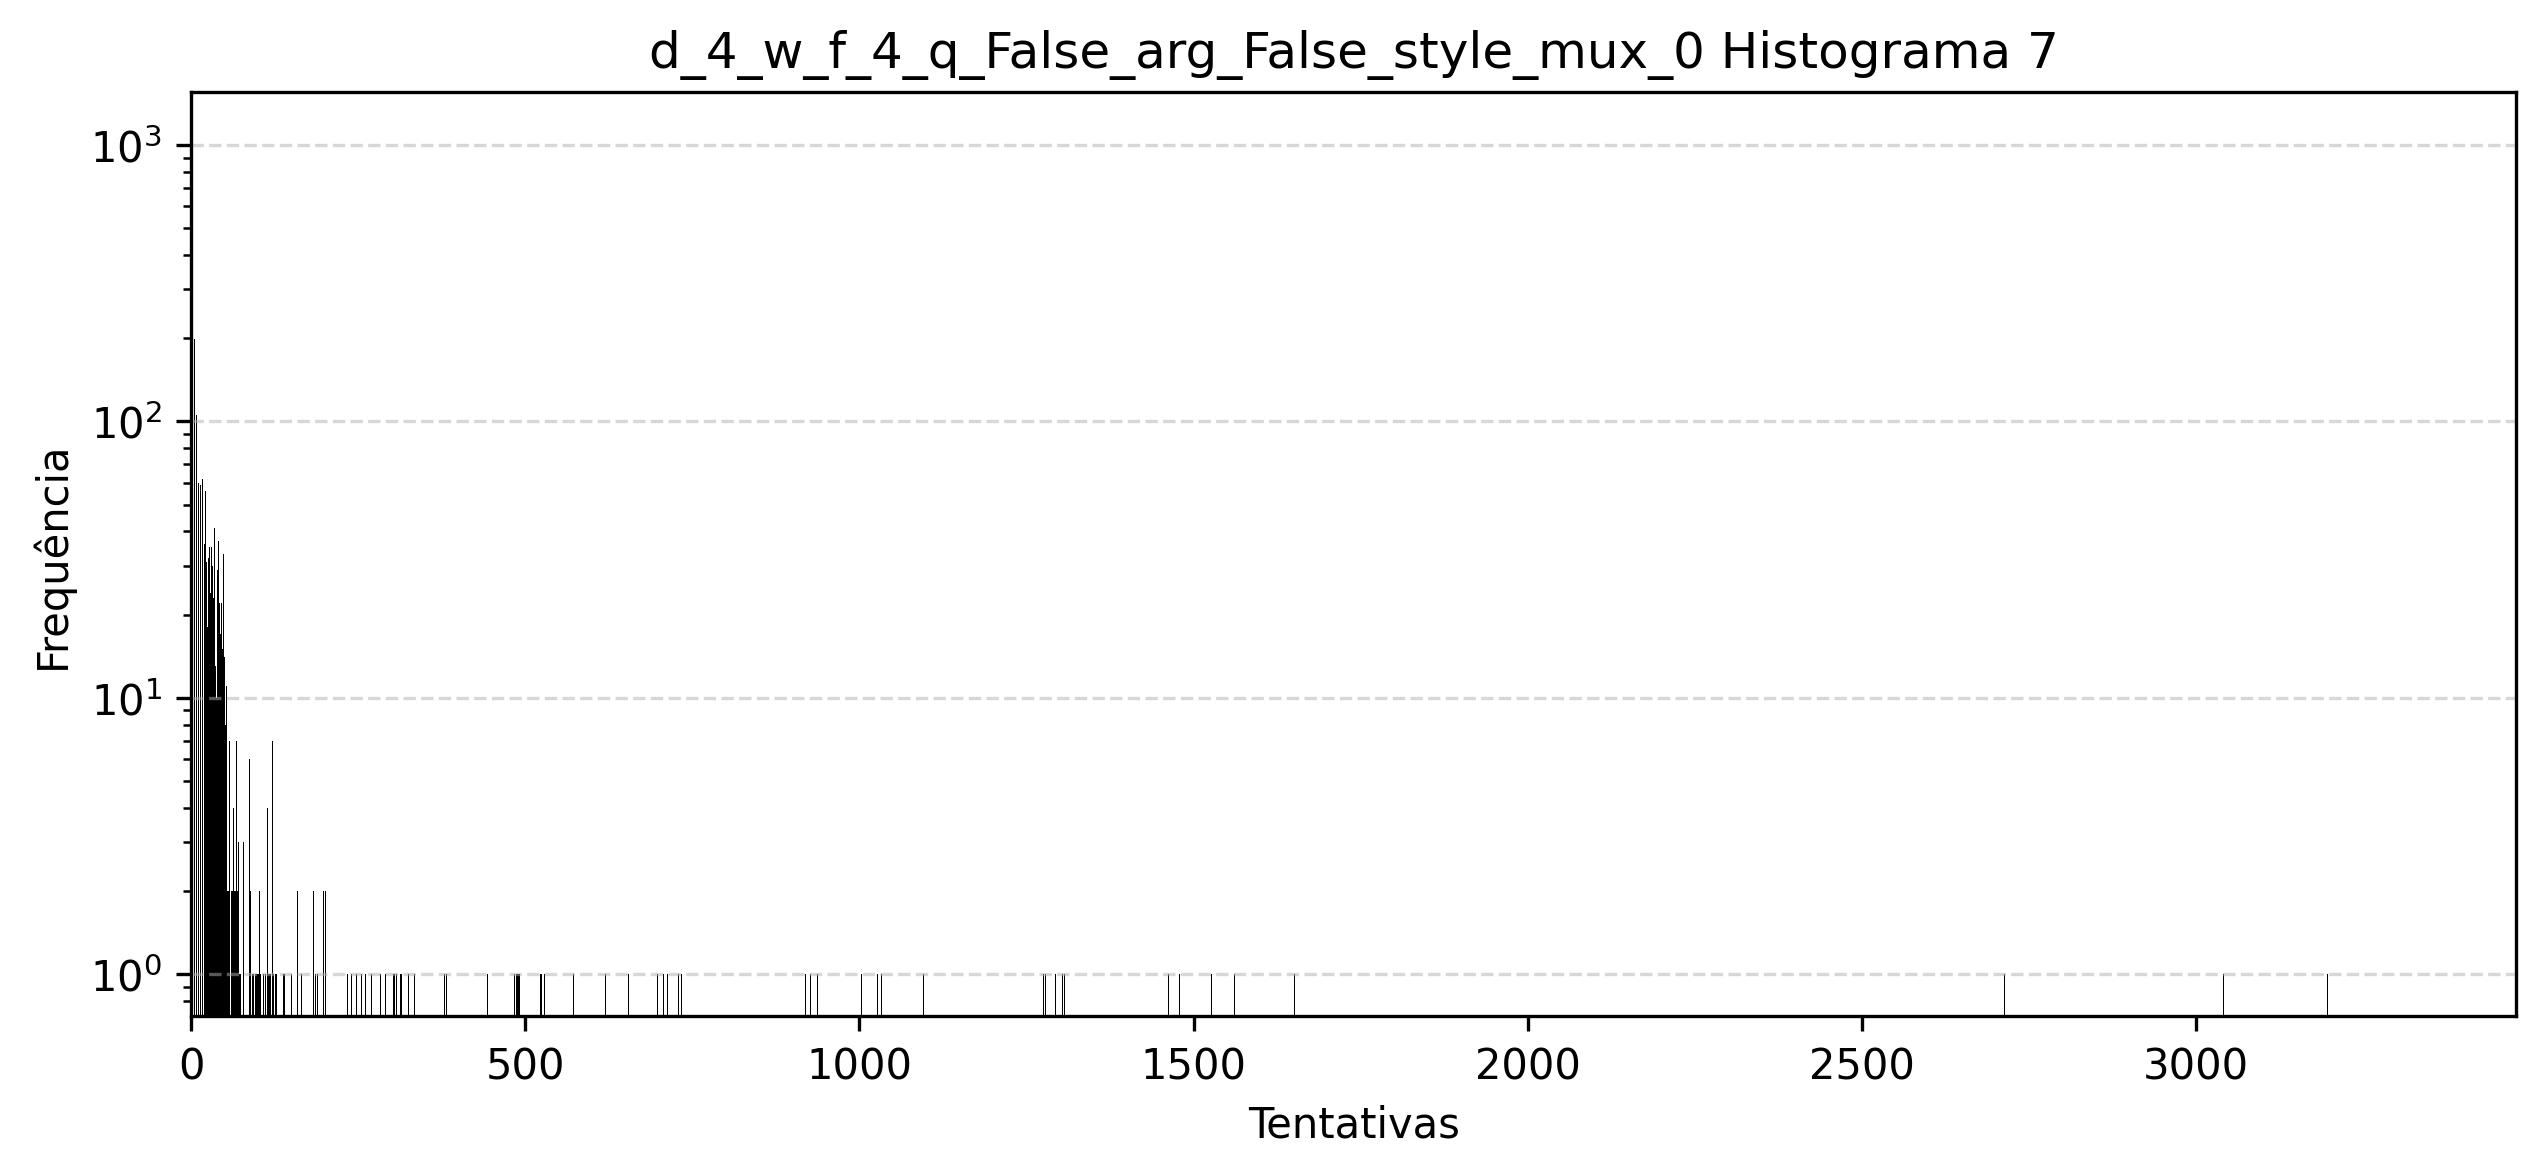 d_4_w_f_4_q_False_arg_False_style_mux_0 Histograma 7
Frequência
10³
10²
10¹
10⁰
0 500 1000 1500 2000 2500 3000
Tentativas